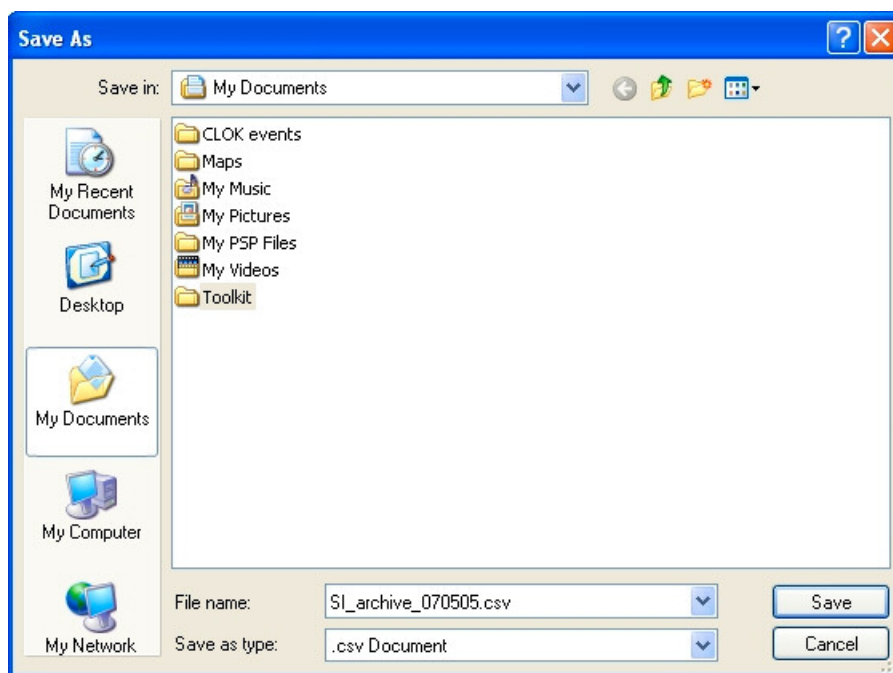 Save As
Save in:
My Documents
My Recent
Documents
Desktop
My Documents
My Computer
My Network
CLOK events
Maps
My Music
My Pictures
My PSP Files
My Videos
Toolkit
File name:
SI_archive_070505.csv
Save
Save as type:
.csv Document
Cancel